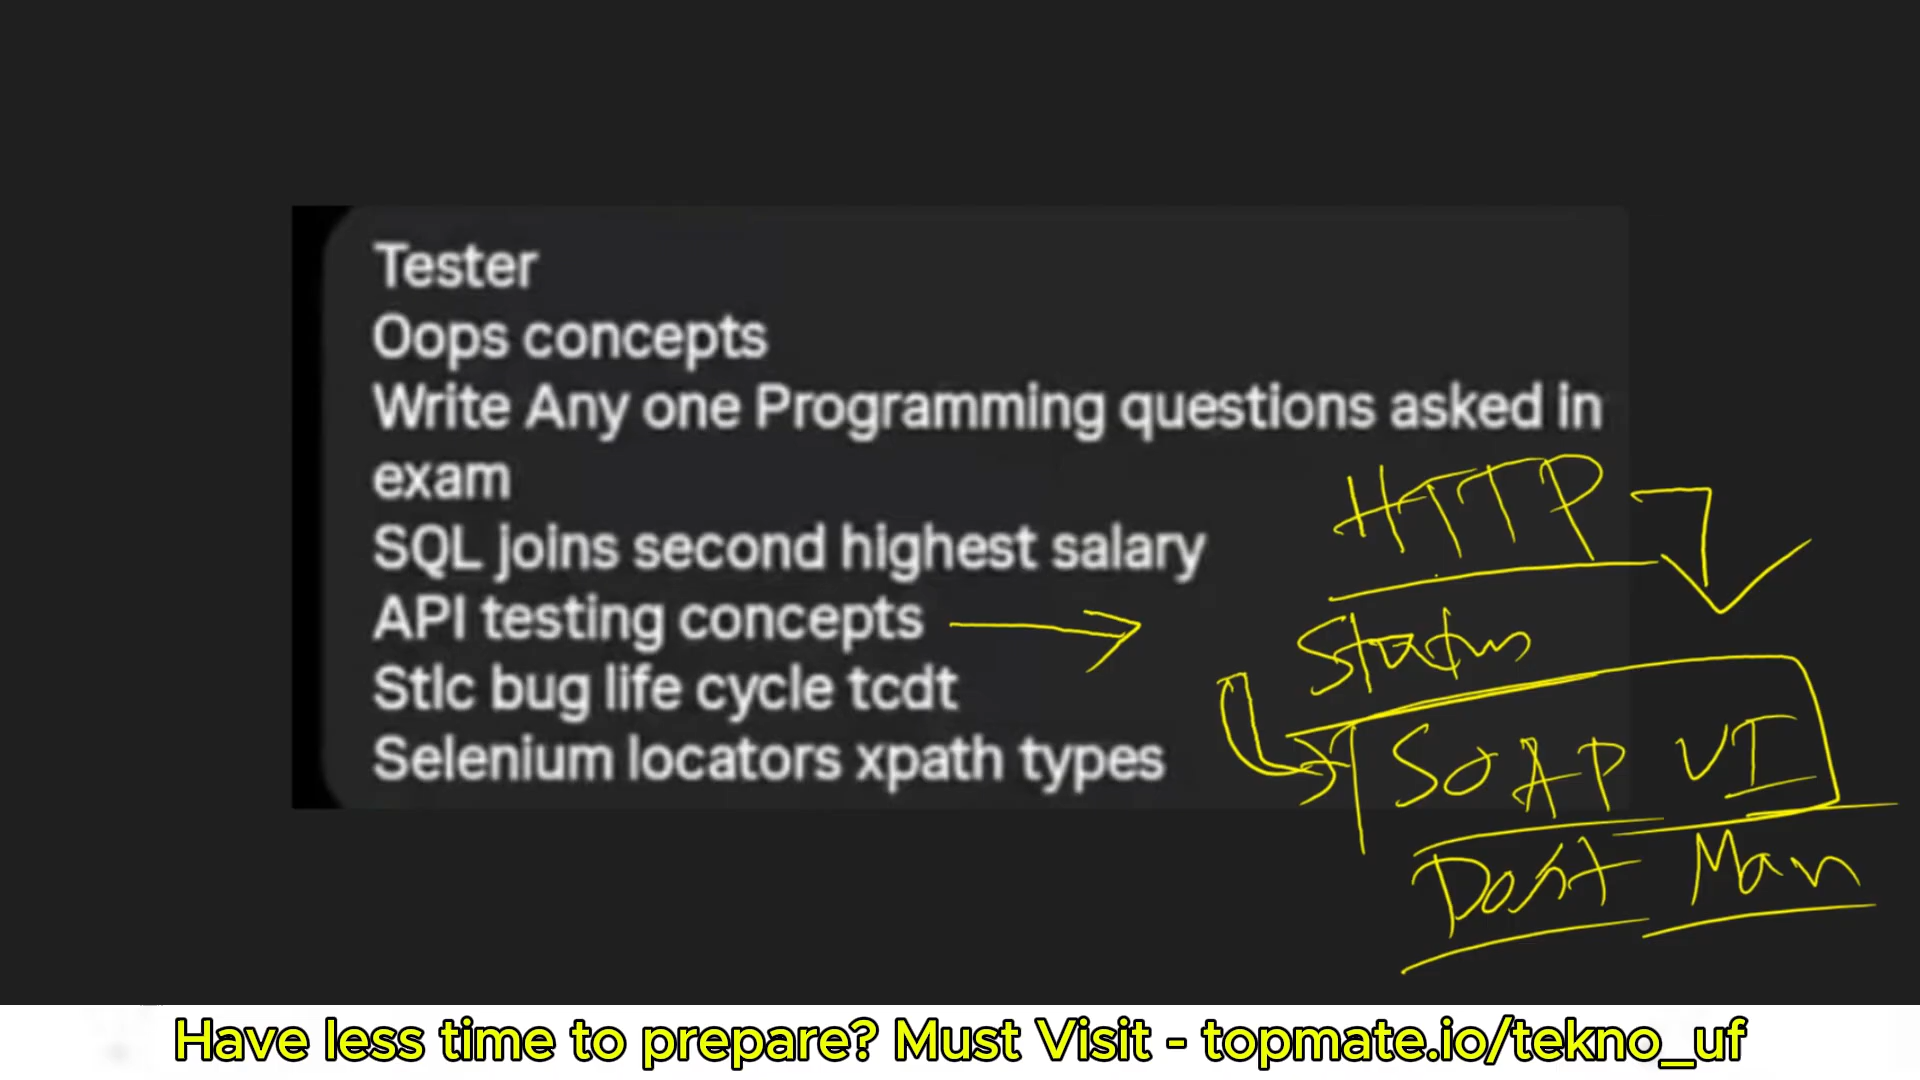 Tester
Oops concepts
Write Any one Programming questions asked in
exam
SQL joins second highest salary
API testing concepts
Stlc bug life cycle tcdt
Selenium locators xpath types
HTTP
Status
SOAP UI
Post Man
Have less time to prepare? Must Visit - topmate.io/tekno_uf